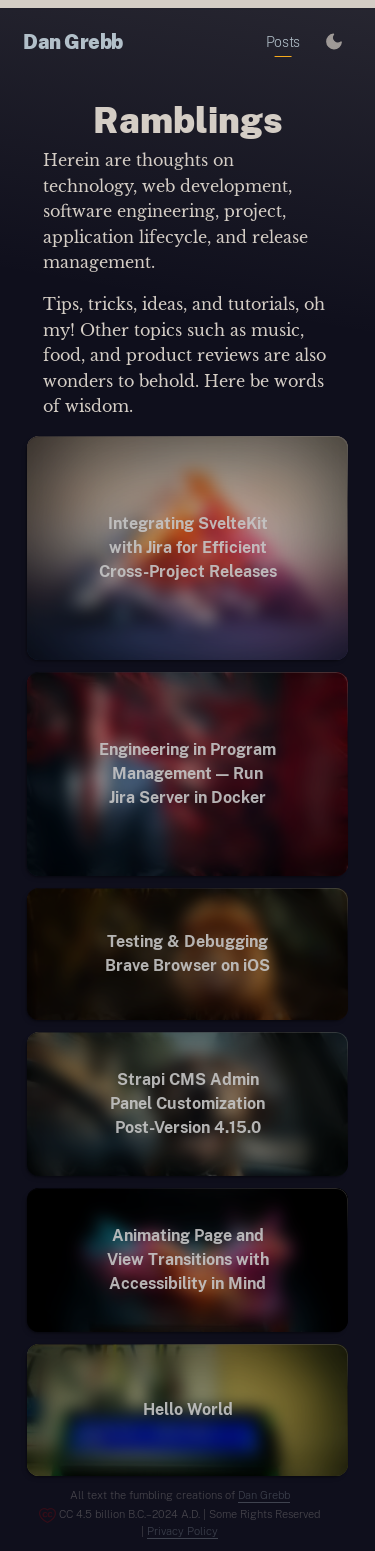 Dan Grebb
Posts
Ramblings
Herein are thoughts on
technology, web development,
software engineering, project,
application lifecycle, and release
management.
Tips, tricks, ideas, and tutorials, oh
my! Other topics such as music,
food, and product reviews are also
wonders to behold. Here be words
of wisdom.
Integrating SvelteKit
with Jira for Efficient
Cross-Project Releases
Engineering in Program
Management — Run
Jira Server in Docker
Testing & Debugging
Brave Browser on iOS
Strapi CMS Admin
Panel Customization
Post-Version 4.15.0
Animating Page and
View Transitions with
Accessibility in Mind
Hello World
All text the fumbling creations of Dan Grebb
CC 4.5 billion B.C.–2024 A.D. | Some Rights Reserved
| Privacy Policy